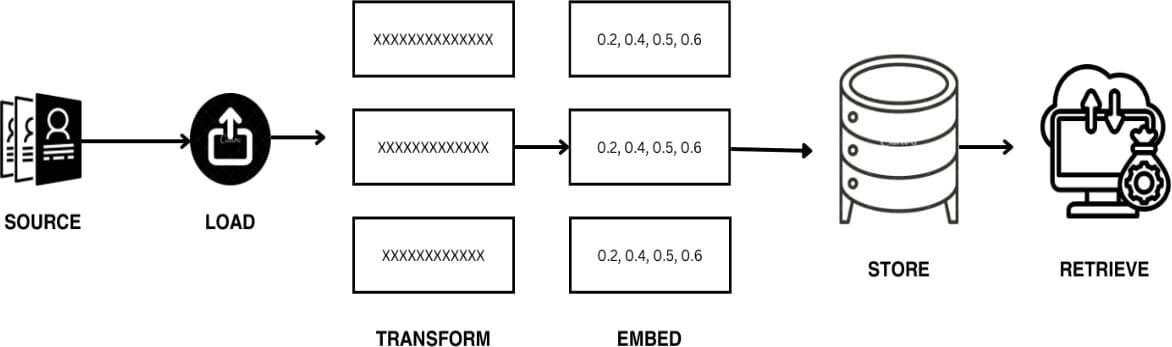 XXXXXXXXXXXXXX
0.2, 0.4, 0.5, 0.6
XXXXXXXXXXXXX
0.2, 0.4, 0.5, 0.6
XXXXXXXXXXXX
0.2, 0.4, 0.5, 0.6
SOURCE
LOAD
TRANSFORM
EMBED
STORE
RETRIEVE